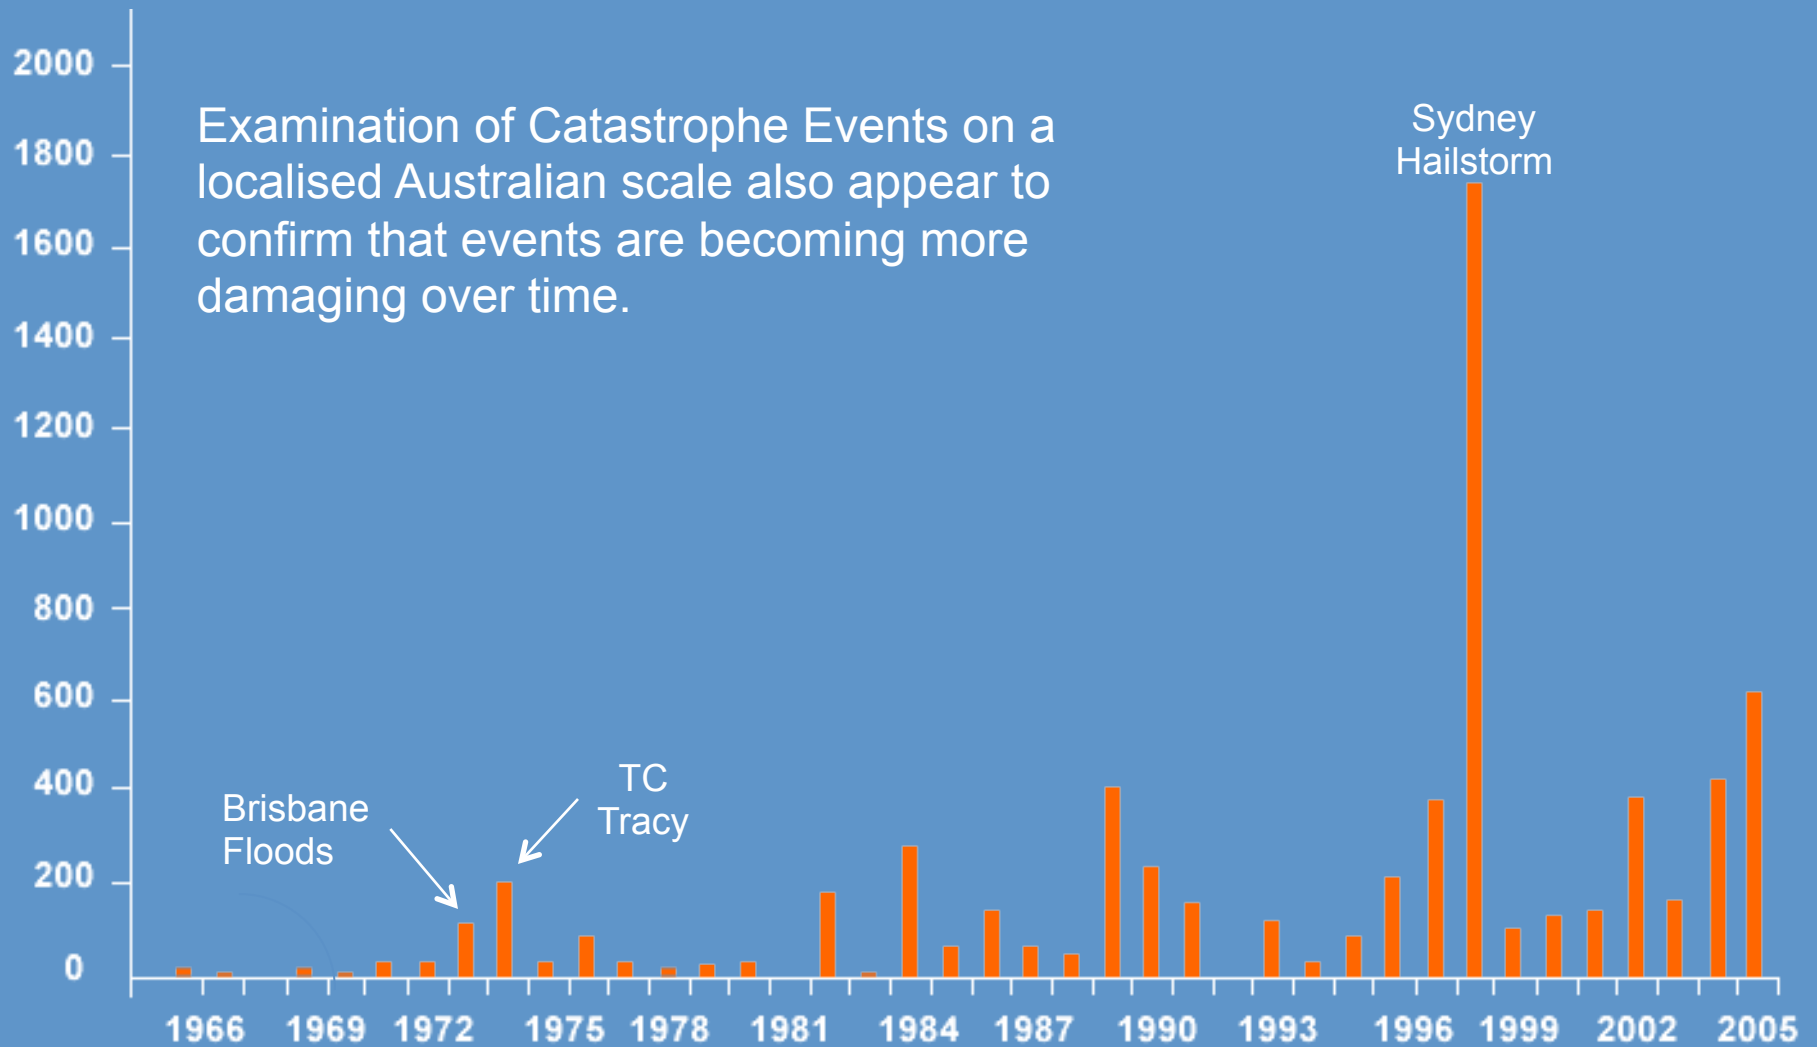 2000
1800
1600
1400
1200
1000
800
600
400
200
0
Examination of Catastrophe Events on a
localised Australian scale also appear to
confirm that events are becoming more
damaging over time.
Sydney
Hailstorm
Brisbane
Floods
TC
Tracy
1966 1969 1972 1975 1978 1981 1984 1987 1990 1993 1996 1999 2002 2005